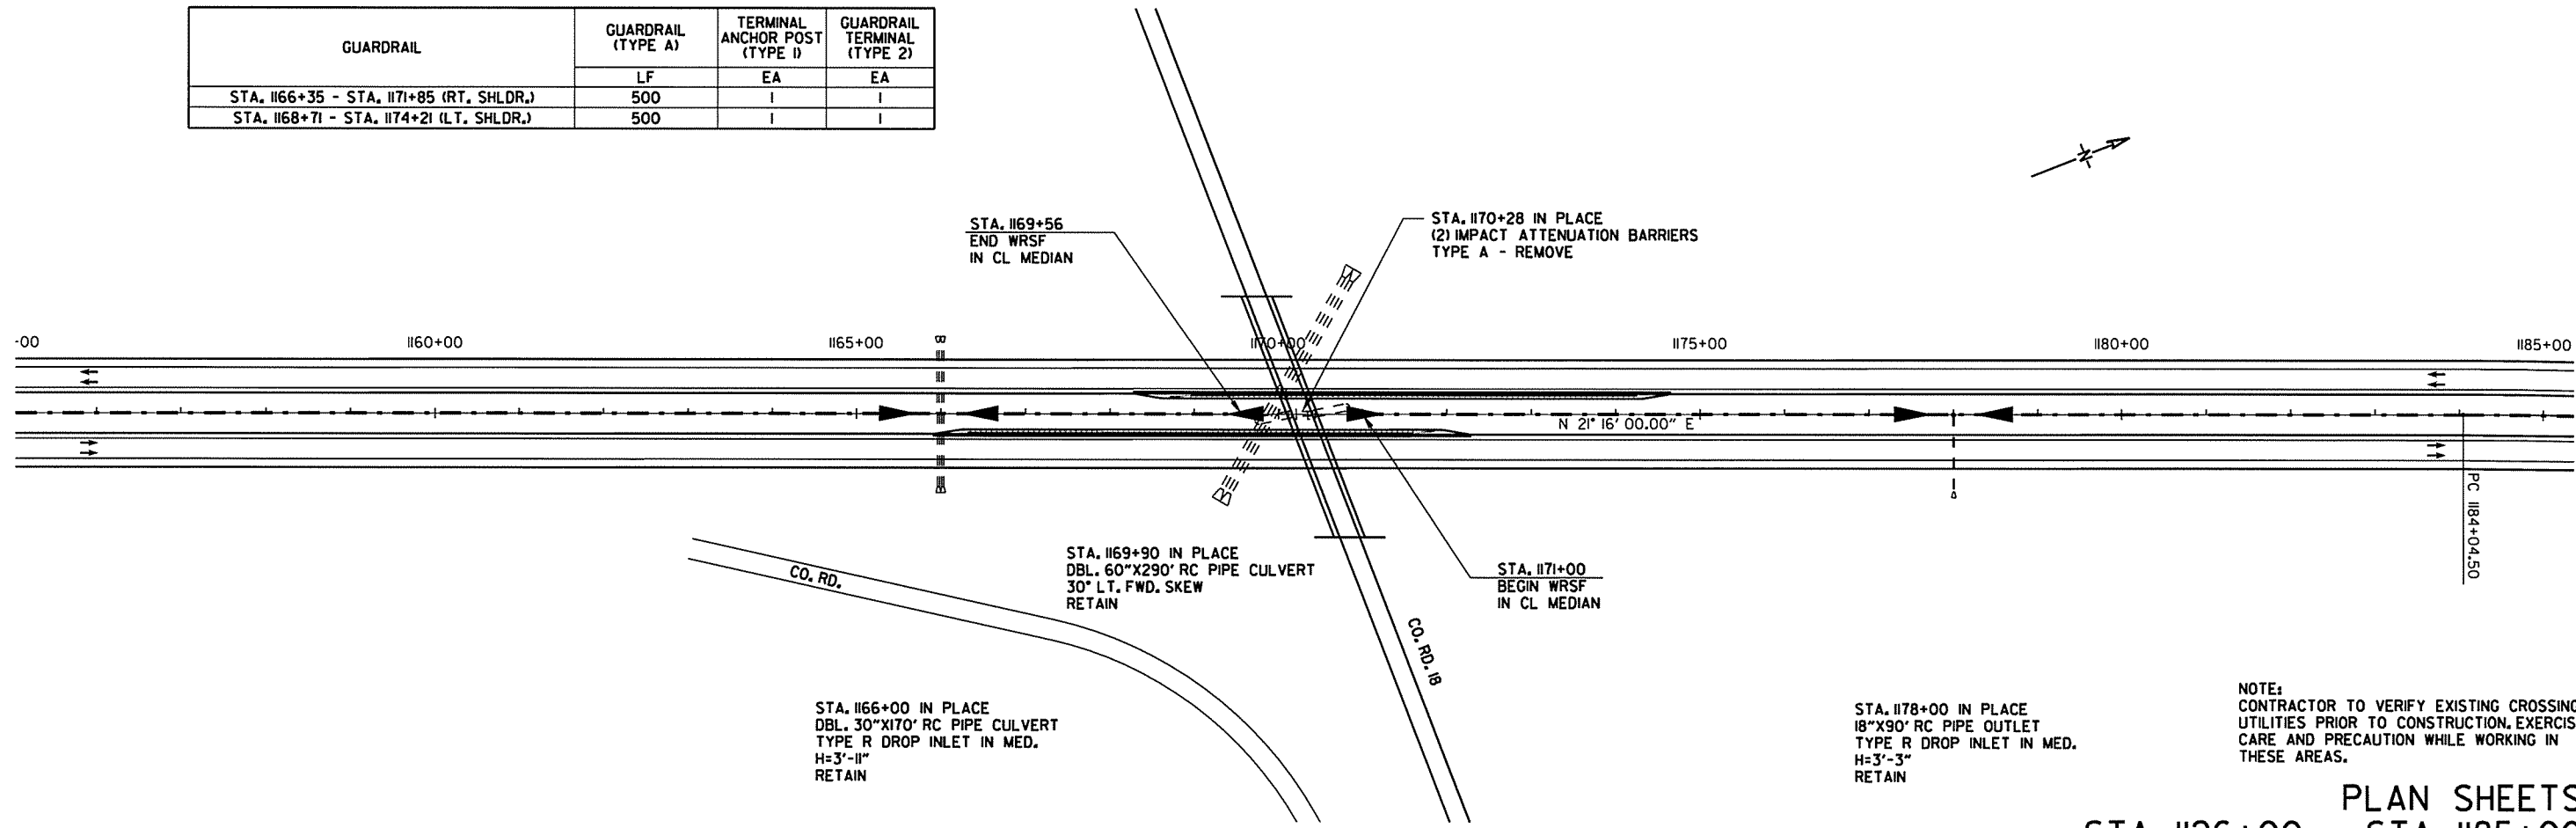 GUARDRAIL
GUARDRAIL
(TYPE A)
TERMINAL
ANCHOR POST
(TYPE 1)
GUARDRAIL
TERMINAL
(TYPE 2)
LF EA EA
STA. 1166+35 - STA. 1171+85 (RT. SHLDR.) 500 1 1
STA. 1168+71 - STA. 1174+21 (LT. SHLDR.) 500 1 1
N
STA. 1169+56
END WRSF
IN CL MEDIAN
STA. 1170+28 IN PLACE
(2) IMPACT ATTENUATION BARRIERS
TYPE A - REMOVE
-00 1160+00 1165+00 1170+00 1175+00 1180+00 1185+00
N 21° 16' 00.00" E
PC 1184+04.50
STA. 1169+90 IN PLACE
DBL. 60"X290' RC PIPE CULVERT
30° LT. FWD. SKEW
RETAIN
STA. 1171+00
BEGIN WRSF
IN CL MEDIAN
CO. RD.
CO. RD. 18
STA. 1166+00 IN PLACE
DBL. 30"X170' RC PIPE CULVERT
TYPE R DROP INLET IN MED.
H=3'-11"
RETAIN
STA. 1178+00 IN PLACE
18"X90' RC PIPE OUTLET
TYPE R DROP INLET IN MED.
H=3'-3"
RETAIN
NOTE:
CONTRACTOR TO VERIFY EXISTING CROSSING
UTILITIES PRIOR TO CONSTRUCTION. EXERCIS
CARE AND PRECAUTION WHILE WORKING IN
THESE AREAS.
PLAN SHEETS